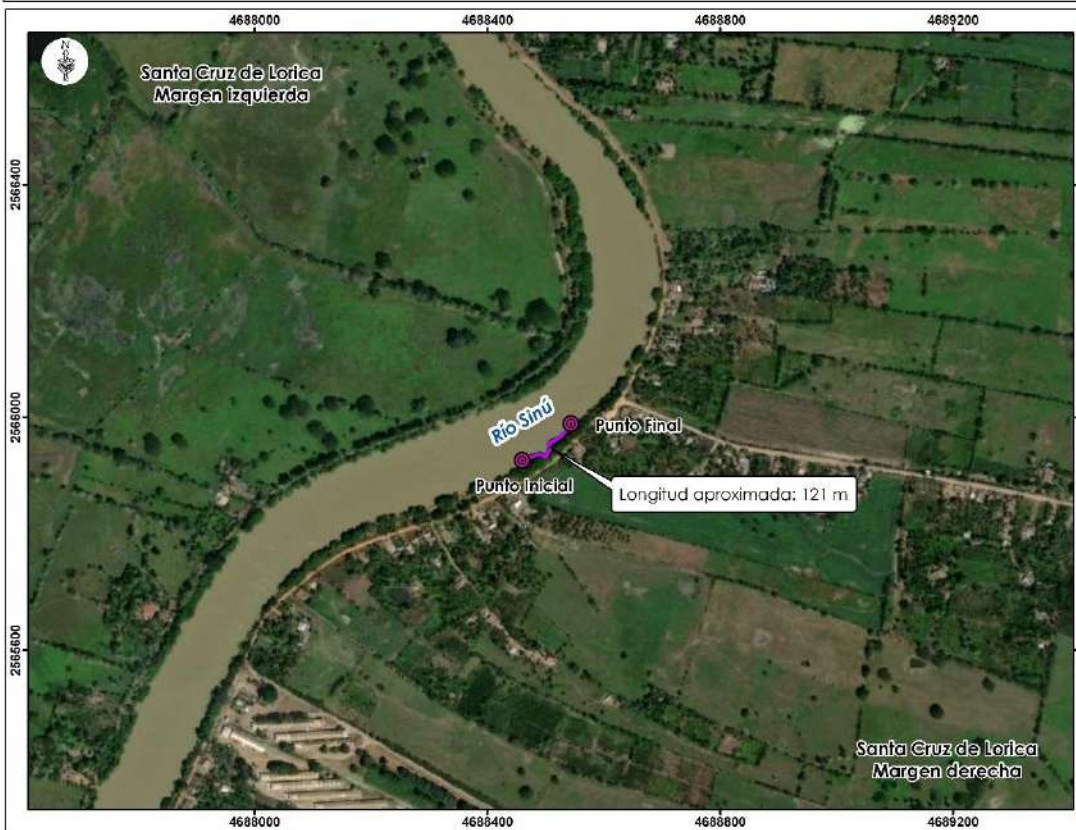 4688000 4688400 4688800 4689200
N
Santa Cruz de Lorica
Margen izquierda
2566400
2566000
2565600
Río Sinú
Punto Final
Punto Inicial
Longitud aproximada: 121 m
Santa Cruz de Lorica
Margen derecha
4688000 4688400 4688800 4689200